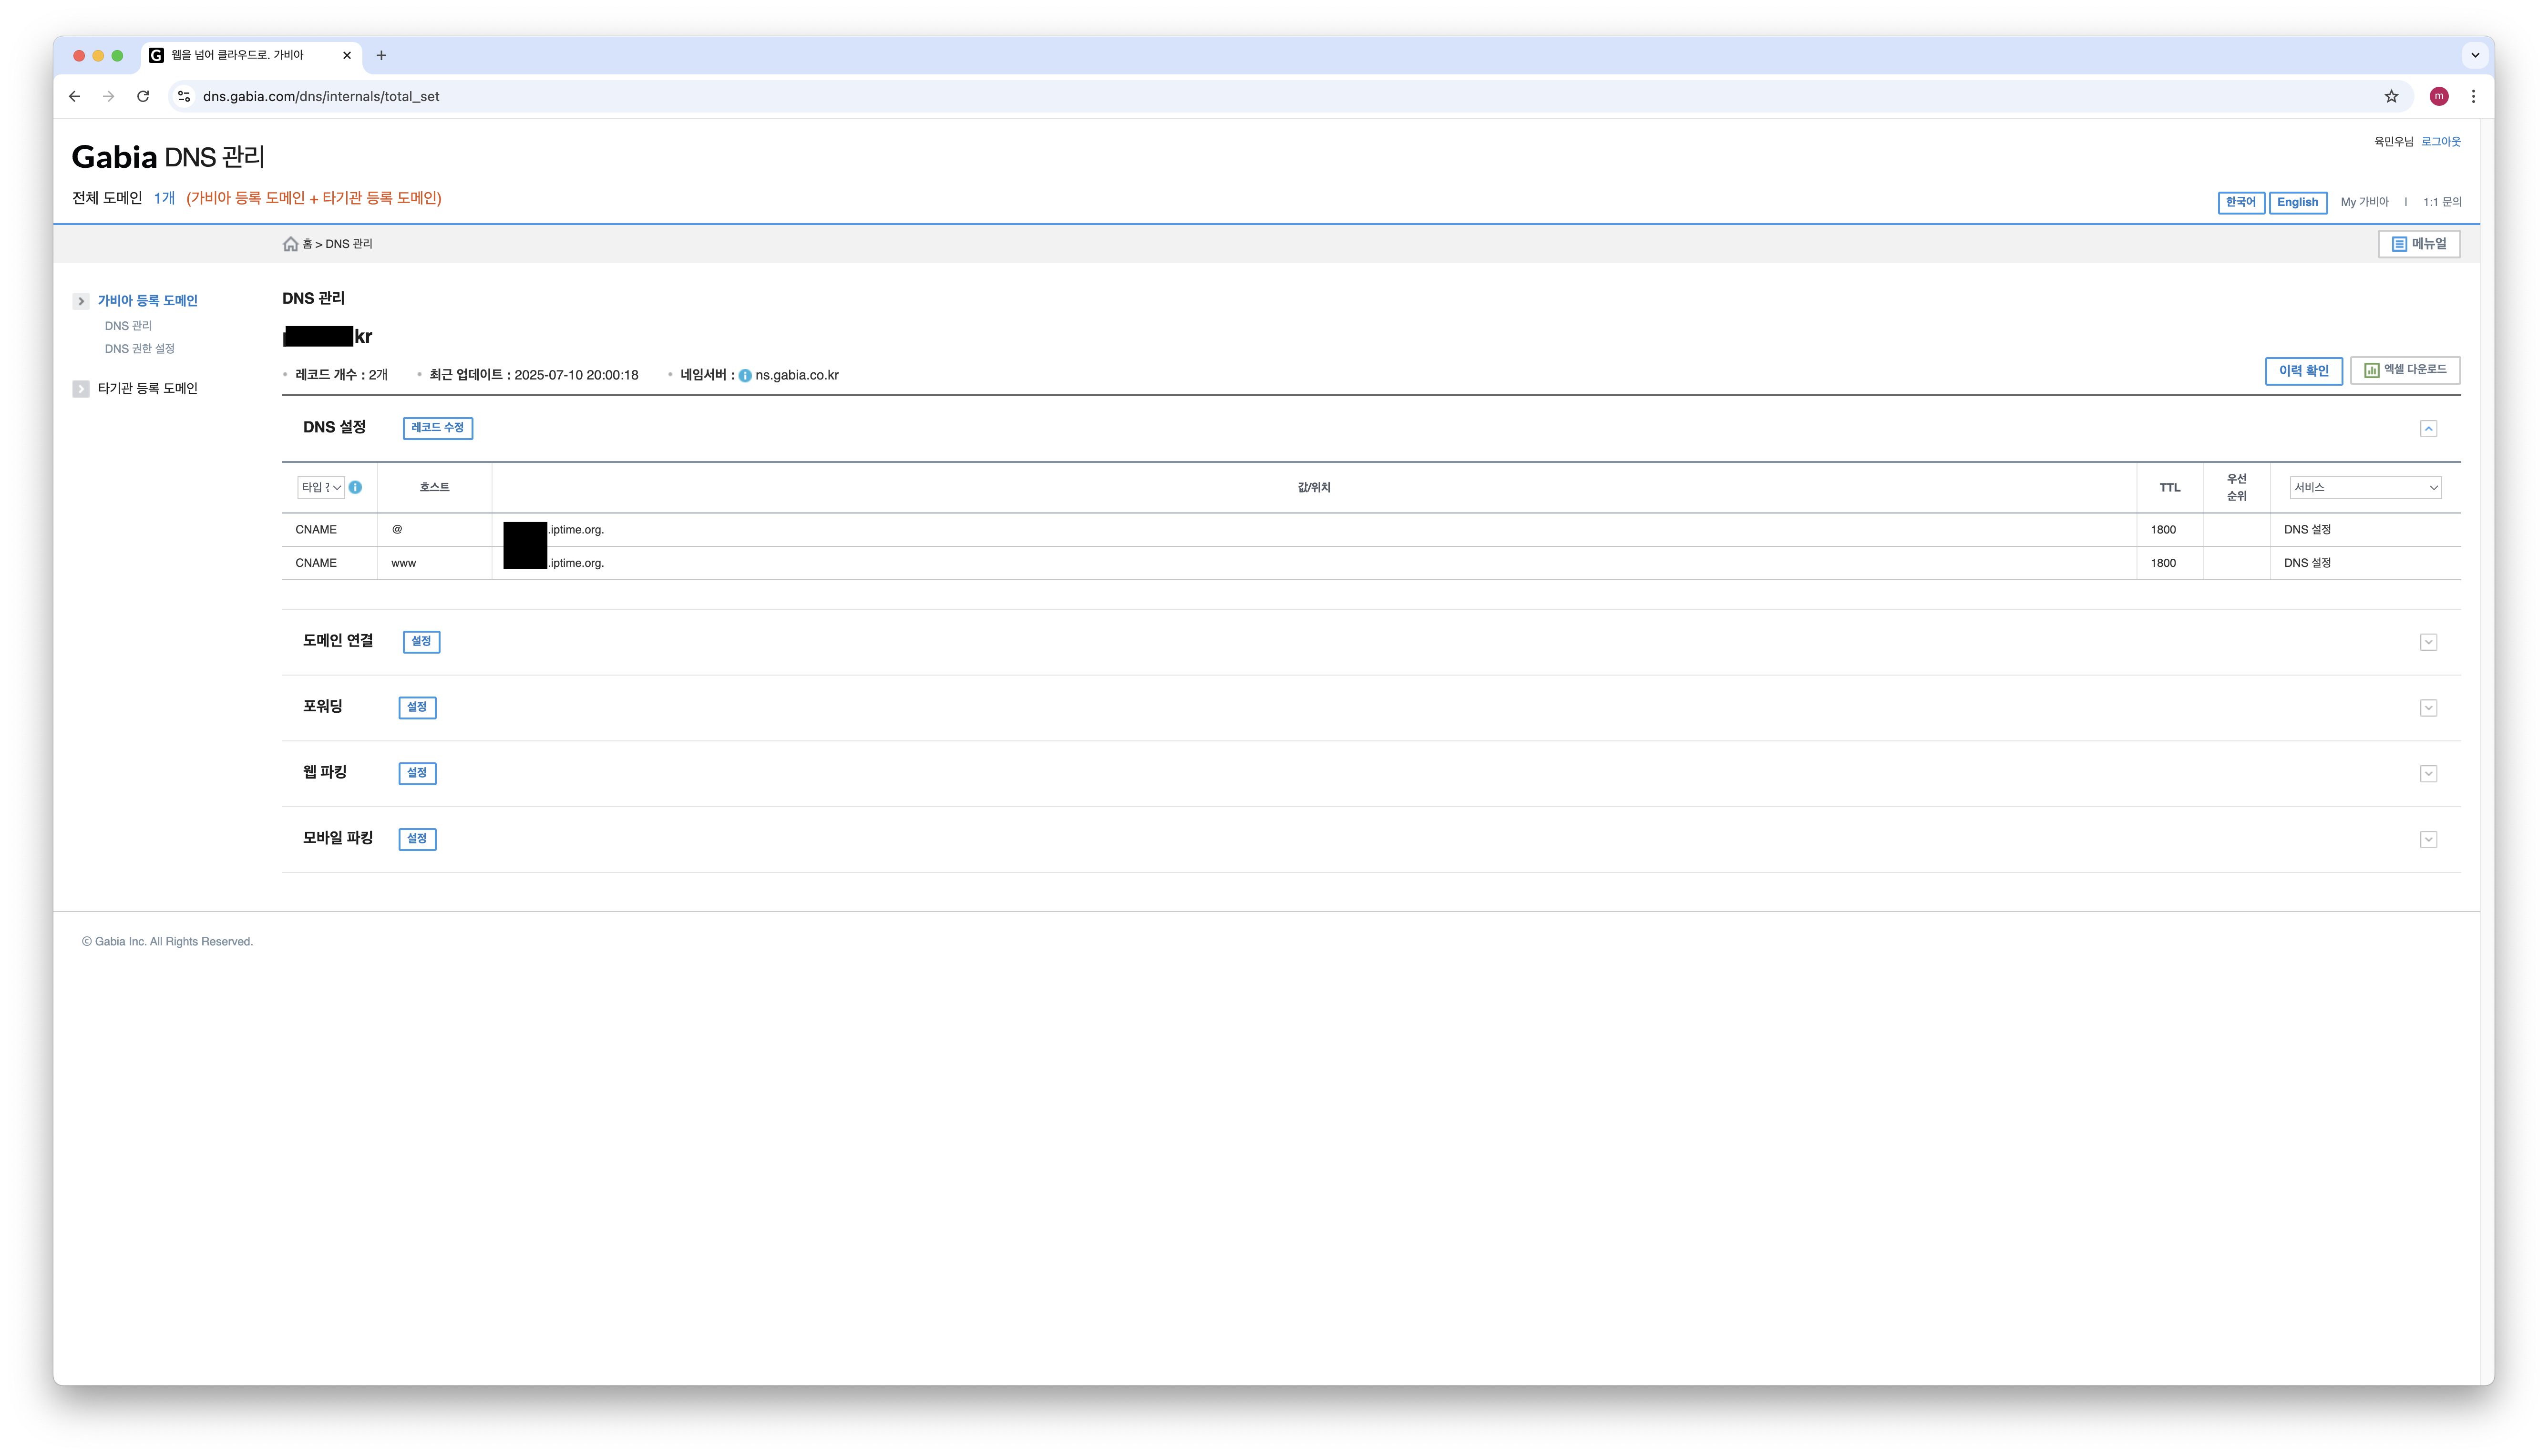 웹을 넘어 클라우드로. 가비아
dns.gabia.com/dns/internals/total_set
m
Gabia DNS 관리
육민우님 로그아웃
전체 도메인 1개 (가비아 등록 도메인 + 타기관 등록 도메인)
한국어 English My 가비아 | 1:1 문의
홈 > DNS 관리
메뉴얼
가비아 등록 도메인
DNS 관리
DNS 권한 설정
타기관 등록 도메인
DNS 관리
kr
레코드 개수 : 2개 최근 업데이트 : 2025-07-10 20:00:18 네임서버 : ns.gabia.co.kr
이력 확인 엑셀 다운로드
DNS 설정 레코드 수정
타입 호스트 값/위치 TTL 우선 순위 서비스
CNAME @ .iptime.org. 1800 DNS 설정
CNAME www .iptime.org. 1800 DNS 설정
도메인 연결 설정
포워딩 설정
웹 파킹 설정
모바일 파킹 설정
© Gabia Inc. All Rights Reserved.